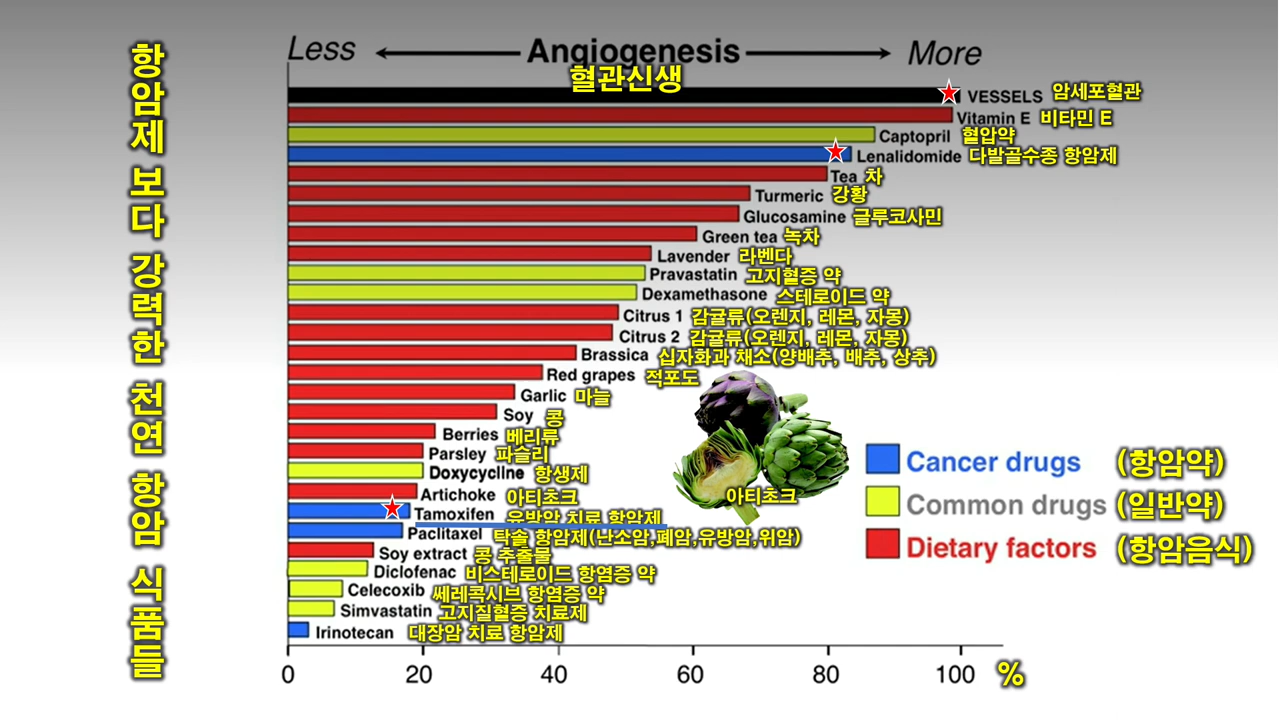 항암제 보다 강력한 천연 항암 식품들
Less Angiogenesis More
혈관신생
VESSELS 암세포혈관
Vitamin E 비타민 E
Captopril 혈압약
Lenalidomide 다발골수종 항암제
Tea 차
Turmeric 강황
Glucosamine 글루코사민
Green tea 녹차
Lavender 라벤다
Pravastatin 고지혈증 약
Dexamethasone 스테로이드 약
Citrus 1 감귤류(오렌지, 레몬, 자몽)
Citrus 2 감귤류(오렌지, 레몬, 자몽)
Brassica 십자화과 채소(양배추, 배추, 상추)
Red grapes 적포도
Garlic 마늘
Soy 콩
Berries 베리류
Parsley 파슬리
Doxycycline 항생제
Artichoke 아티초크
Tamoxifen 유방암 치료 항암제
Paclitaxel 탁솔 항암제(난소암,폐암,유방암,위암)
Soy extract 콩 추출물
Diclofenac 비스테로이드 항염증 약
Celecoxib 쎄레콕시브 항염증 약
Simvastatin 고지질혈증 치료제
Irinotecan 대장암 치료 항암제
아티초크
Cancer drugs (항암약)
Common drugs (일반약)
Dietary factors (항암음식)
0 20 40 60 80 100 %